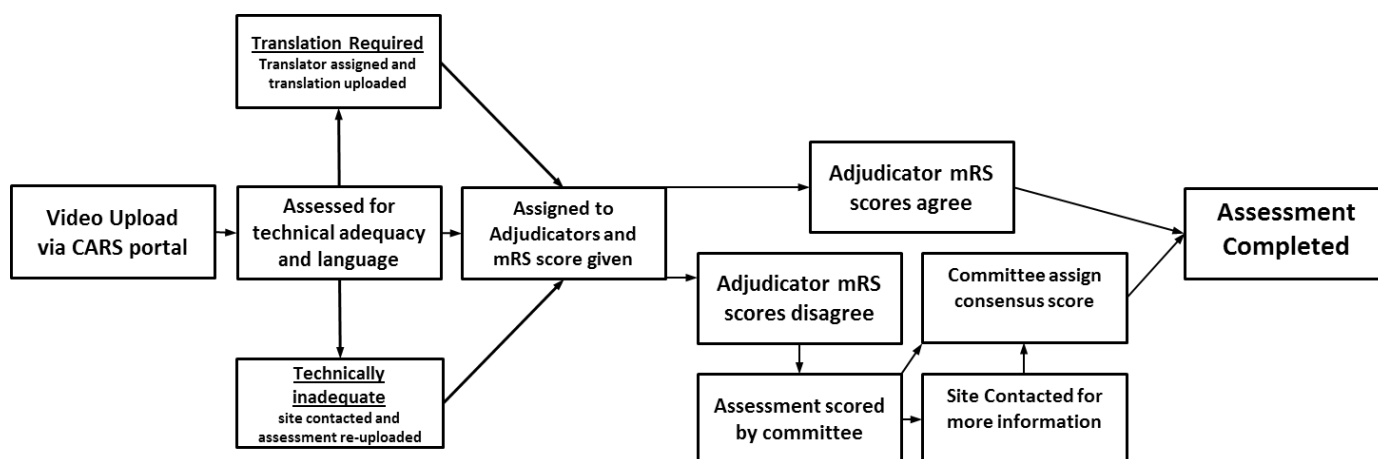 Translation Required
Translator assigned and
translation uploaded
Video Upload
via CARS portal
Assessed for
technical adequacy
and language
Assigned to
Adjudicators and
mRS score given
Adjudicator mRS
scores agree
Assessment
Completed
Adjudicator mRS
scores disagree
Committee assign
consensus score
Technically
inadequate
site contacted and
assessment re-uploaded
Assessment scored
by committee
Site Contacted for
more information